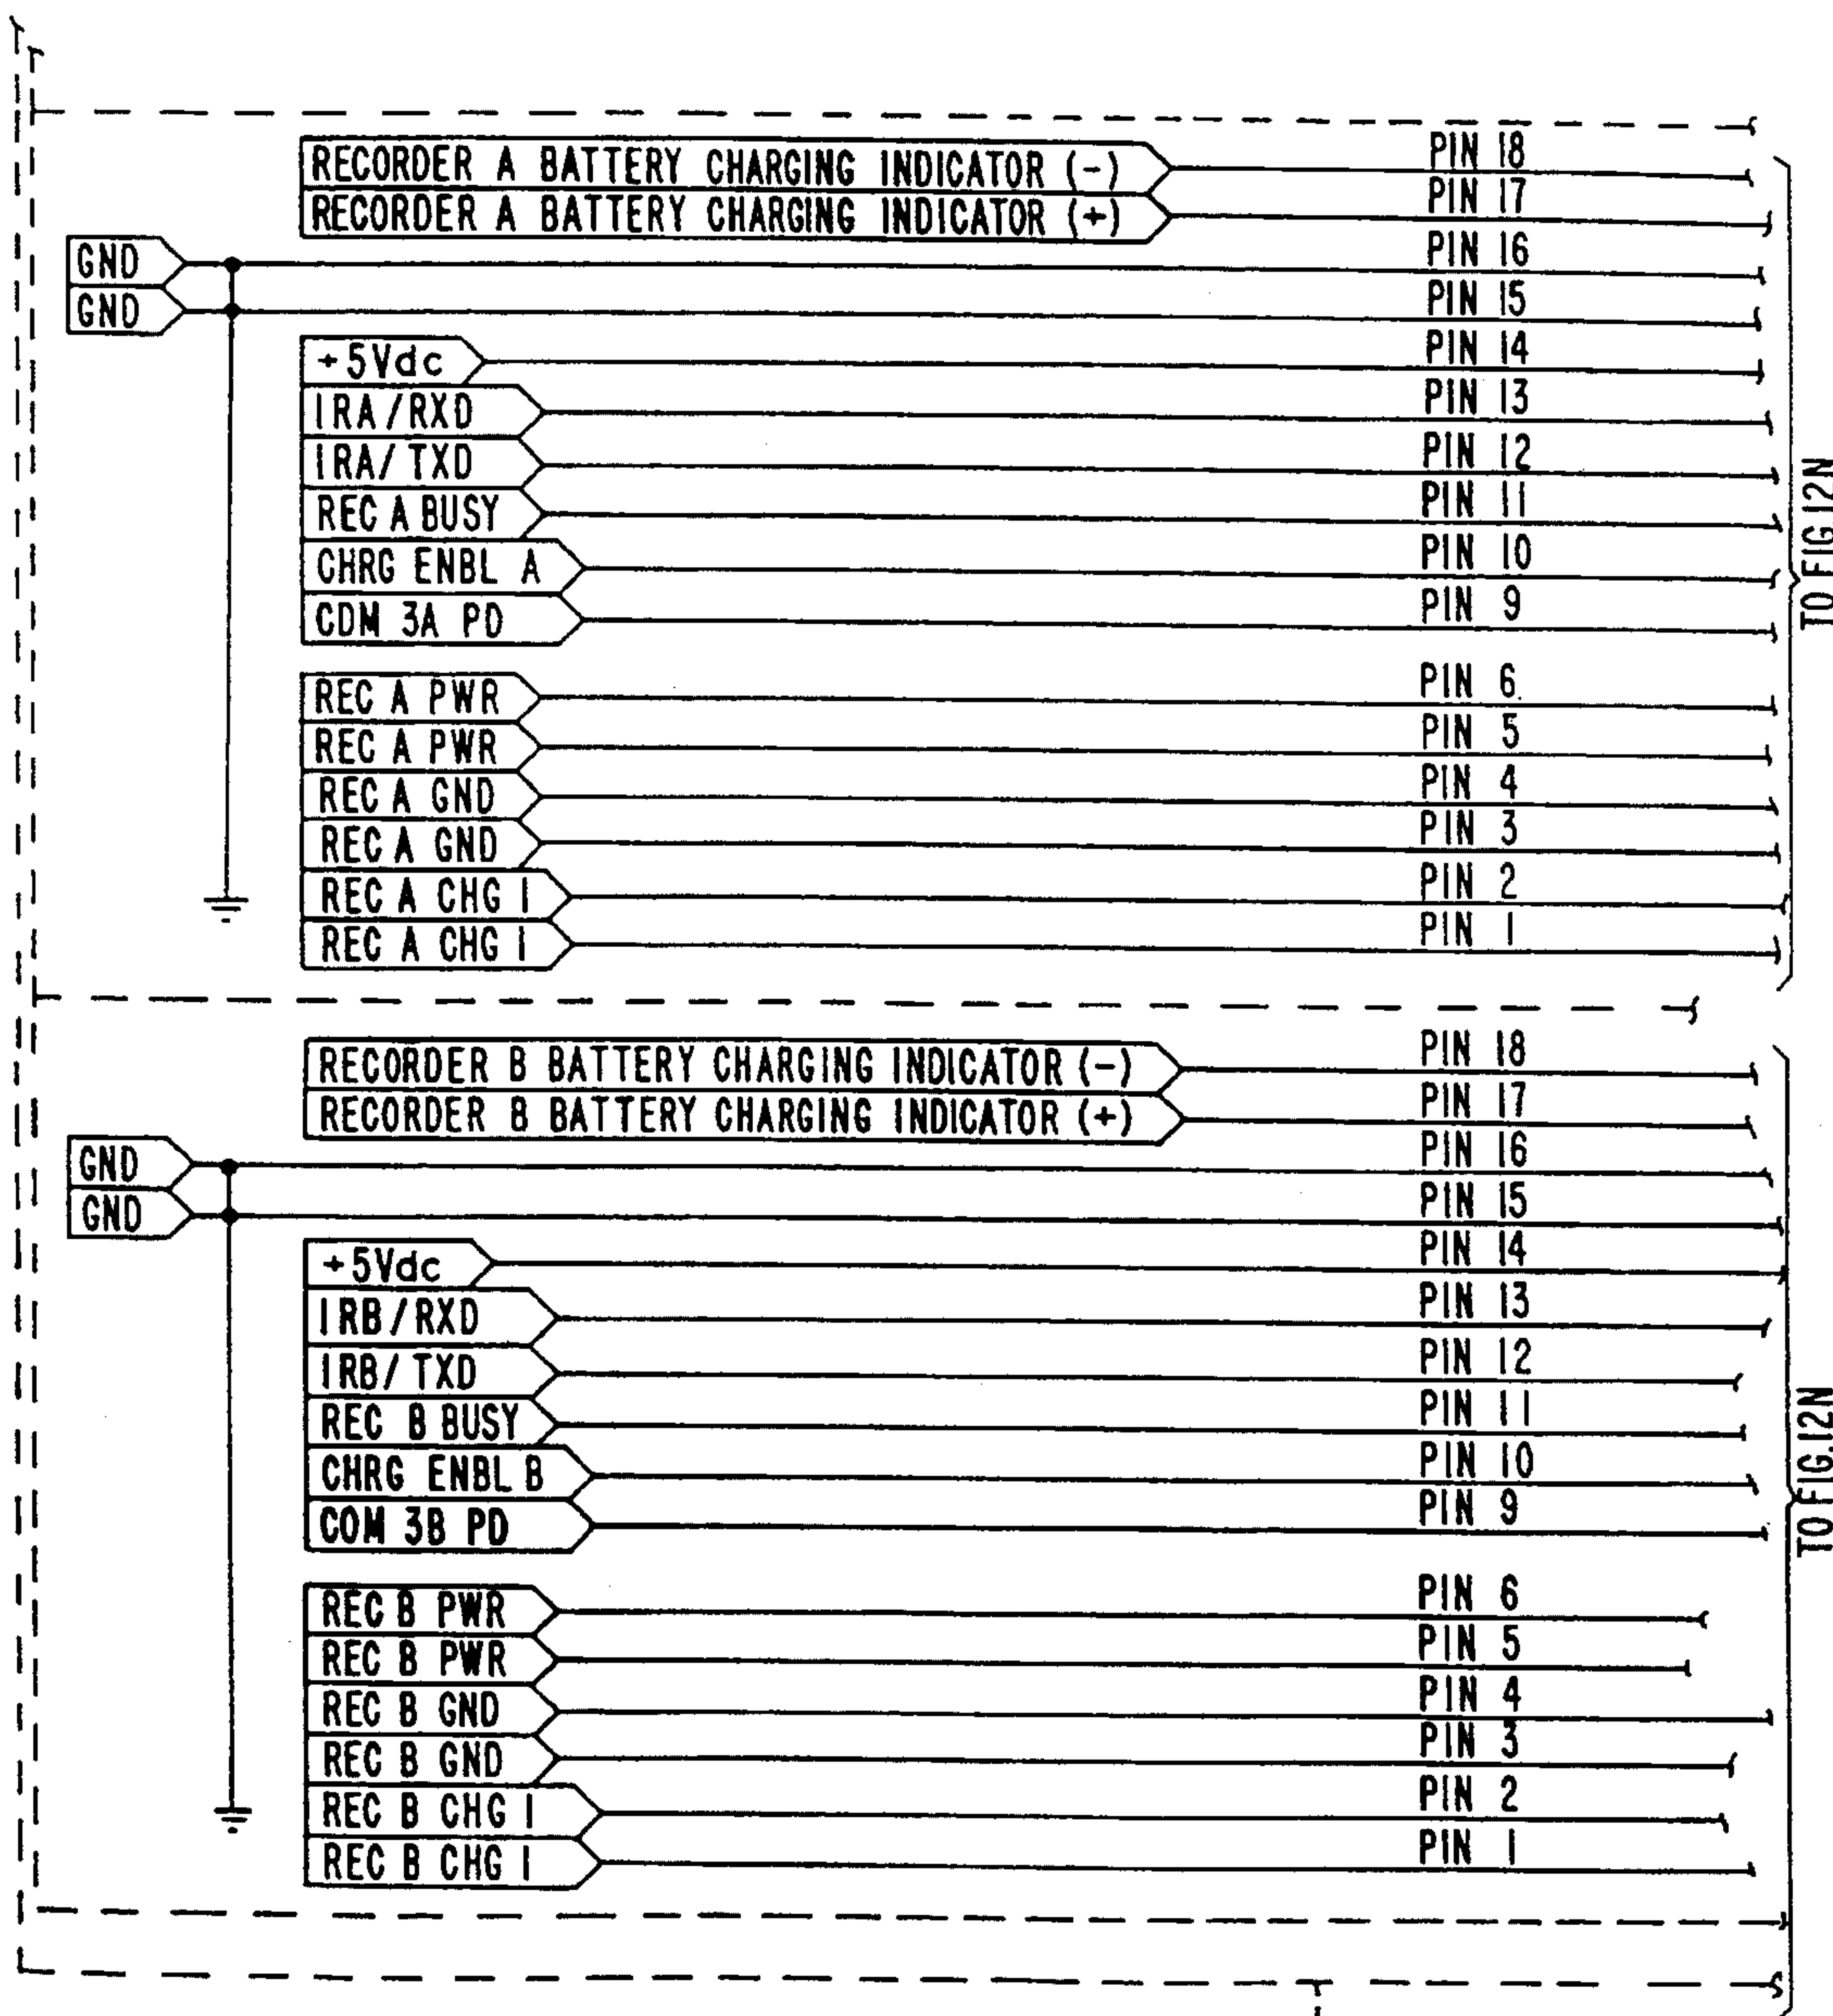 RECORDER A BATTERY CHARGING INDICATOR (-) PIN 18
RECORDER A BATTERY CHARGING INDICATOR (+) PIN 17
GND PIN 16
GND PIN 15
+5Vdc PIN 14
IRA/RXD PIN 13
IRA/TXD PIN 12
REC A BUSY PIN 11
CHRG ENBL A PIN 10
CDM 3A PD PIN 9
REC A PWR PIN 6
REC A PWR PIN 5
REC A GND PIN 4
REC A GND PIN 3
REC A CHG I PIN 2
REC A CHG I PIN 1
TO FIG.12N
RECORDER B BATTERY CHARGING INDICATOR (-) PIN 18
RECORDER B BATTERY CHARGING INDICATOR (+) PIN 17
GND PIN 16
GND PIN 15
+5Vdc PIN 14
IRB/RXD PIN 13
IRB/TXD PIN 12
REC B BUSY PIN 11
CHRG ENBL B PIN 10
COM 3B PD PIN 9
REC B PWR PIN 6
REC B PWR PIN 5
REC B GND PIN 4
REC B GND PIN 3
REC B CHG I PIN 2
REC B CHG I PIN 1
TO FIG.12N